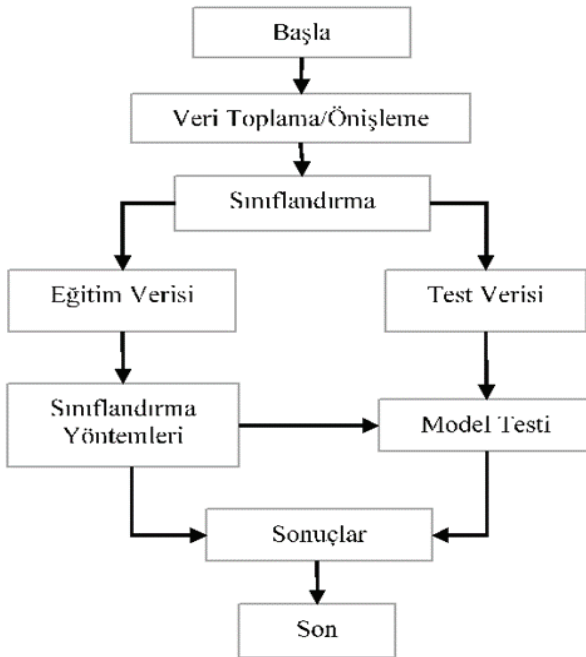 Başla
Veri Toplama/Önişleme
Sınıflandırma
Eğitim Verisi
Test Verisi
Sınıflandırma
Yöntemleri
Model Testi
Sonuçlar
Son